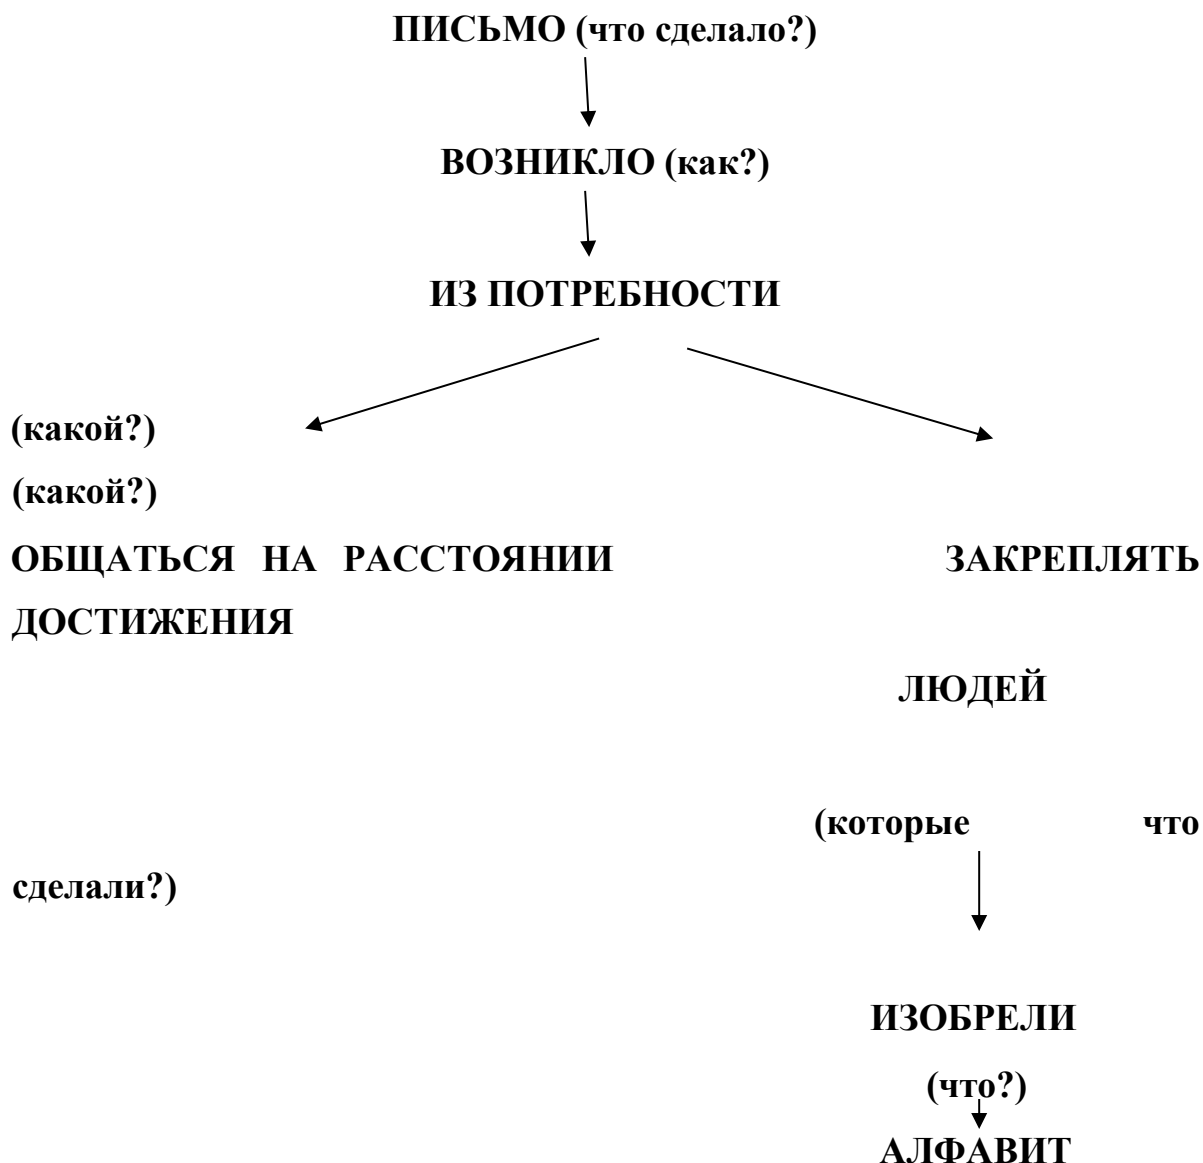 ПИСЬМО (что сделало?)
ВОЗНИКЛО (как?)
ИЗ ПОТРЕБНОСТИ
(какой?)
(какой?)
ОБЩАТЬСЯ НА РАССТОЯНИИ ЗАКРЕПЛЯТЬ
ДОСТИЖЕНИЯ
ЛЮДЕЙ
(которые что
сделали?)
ИЗОБРЕЛИ
(что?)
АЛФАВИТ